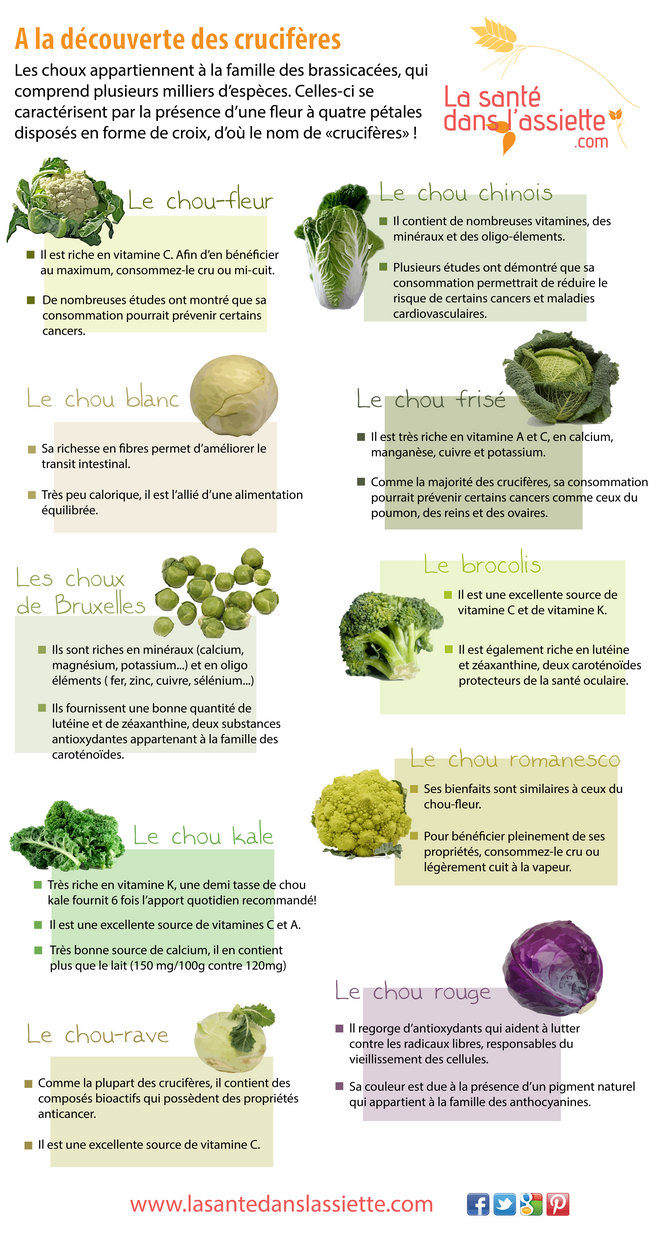 A la découverte des crucifères
Les choux appartiennent à la famille des brassicacées, qui
comprend plusieurs milliers d'espèces. Celles-ci se
caractérisent par la présence d'une fleur à quatre pétales
disposés en forme de croix, d'où le nom de «crucifères» !
La santé
dans l'assiette
.com
Le chou-fleur
Il est riche en vitamine C. Afin d'en bénéficier
au maximum, consommez-le cru ou mi-cuit.
De nombreuses études ont montré que sa
consommation pourrait prévenir certains
cancers.
Le chou chinois
Il contient de nombreuses vitamines, des
minéraux et des oligo-élements.
Plusieurs études ont démontré que sa
consommation permettrait de réduire le
risque de certains cancers et maladies
cardiovasculaires.
Le chou blanc
Sa richesse en fibres permet d'améliorer le
transit intestinal.
Très peu calorique, il est l'allié d'une alimentation
équilibrée.
Le chou frisé
Il est très riche en vitamine A et C, en calcium,
manganèse, cuivre et potassium.
Comme la majorité des crucifères, sa consommation
pourrait prévenir certains cancers comme ceux du
poumon, des reins et des ovaires.
Les choux
de Bruxelles
Ils sont riches en minéraux (calcium,
magnésium, potassium...) et en oligo
éléments ( fer, zinc, cuivre, sélénium...)
Ils fournissent une bonne quantité de
lutéine et de zéaxanthine, deux substances
antioxydantes appartenant à la famille des
caroténoïdes.
Le brocolis
Il est une excellente source de
vitamine C et de vitamine K.
Il est également riche en lutéine
et zéaxanthine, deux caroténoïdes
protecteurs de la santé oculaire.
Le chou romanesco
Ses bienfaits sont similaires à ceux du
chou-fleur.
Pour bénéficier pleinement de ses
propriétés, consommez-le cru ou
légèrement cuit à la vapeur.
Le chou kale
Très riche en vitamine K, une demi tasse de chou
kale fournit 6 fois l'apport quotidien recommandé!
Il est une excellente source de vitamines C et A.
Très bonne source de calcium, il en contient
plus que le lait (150 mg/100g contre 120mg)
Le chou rouge
Il regorge d'antioxydants qui aident à lutter
contre les radicaux libres, responsables du
vieillissement des cellules.
Sa couleur est due à la présence d'un pigment naturel
qui appartient à la famille des anthocyanines.
Le chou-rave
Comme la plupart des crucifères, il contient des
composés bioactifs qui possèdent des propriétés
anticancer.
Il est une excellente source de vitamine C.
www.lasantedanslassiette.com